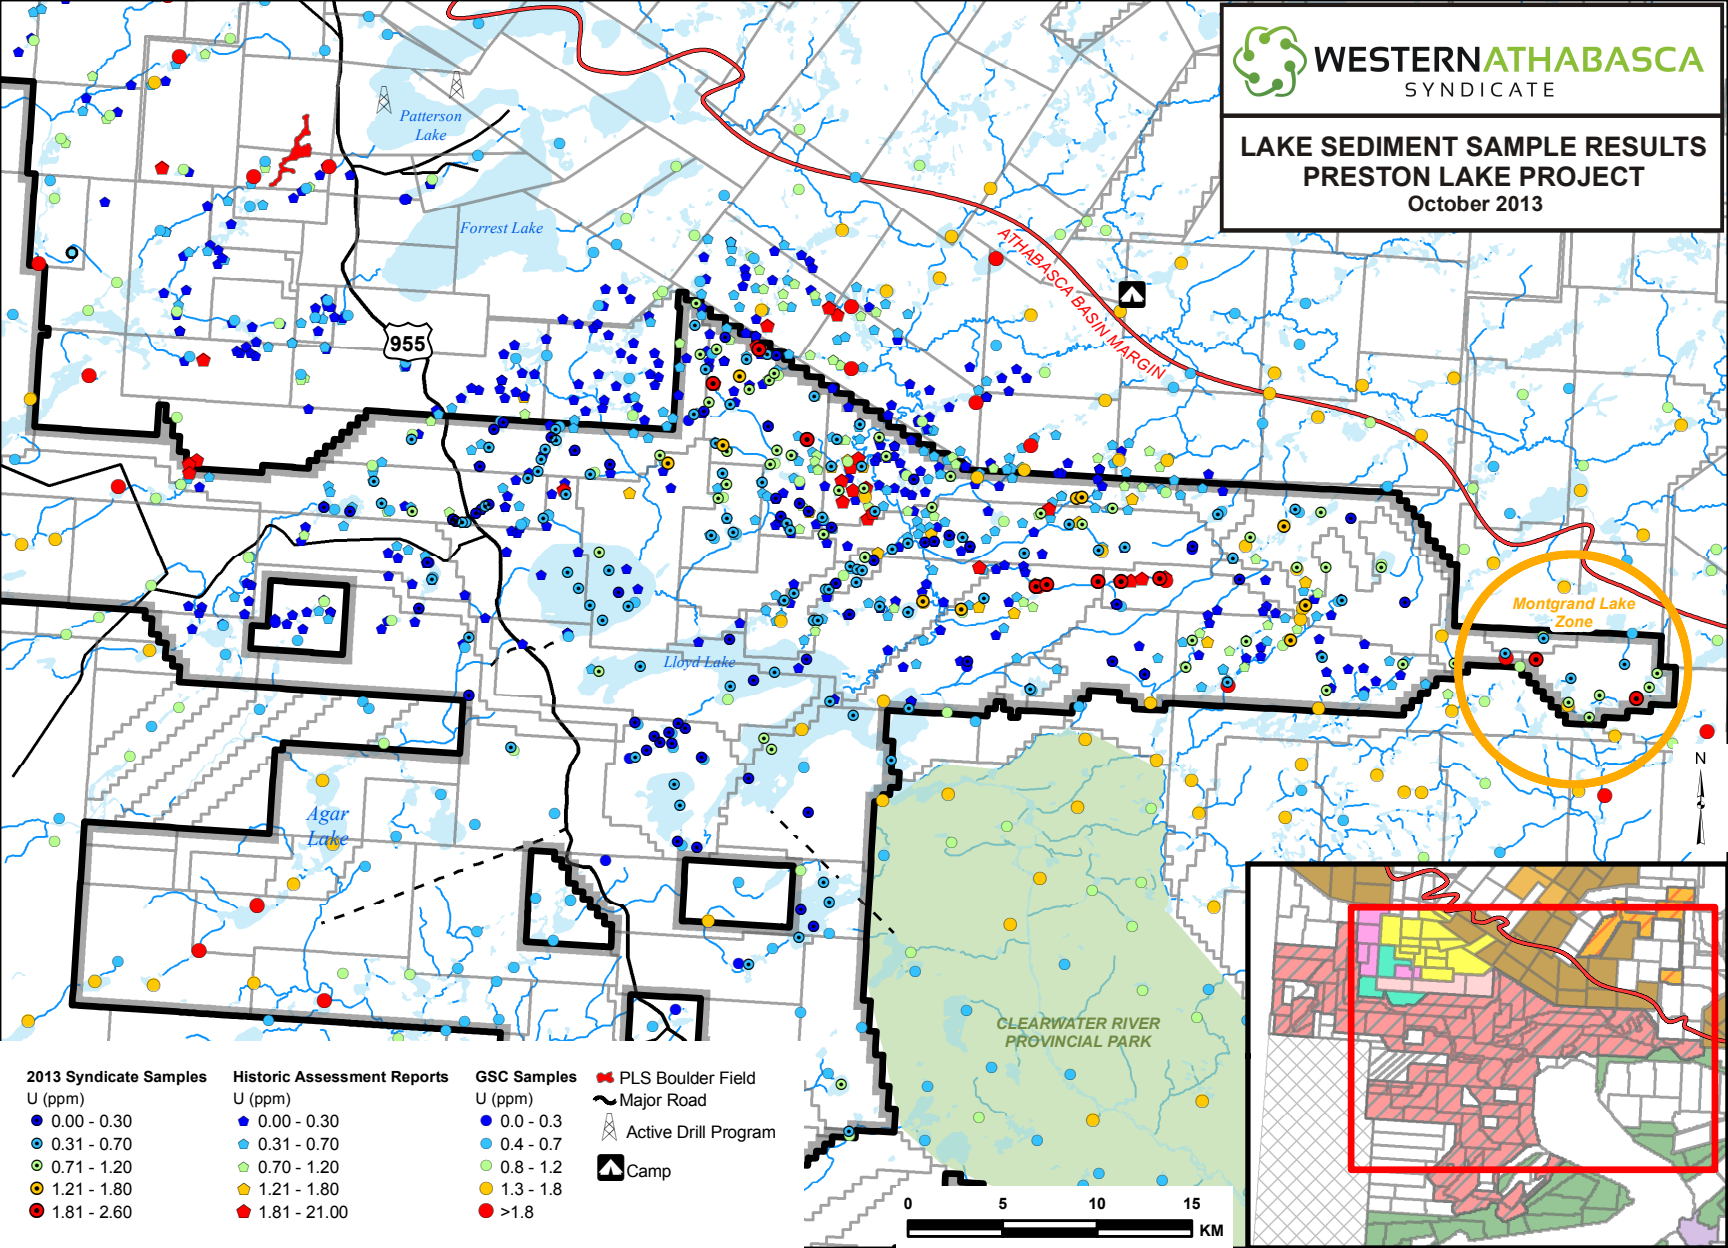 WESTERNATHABASCA
SYNDICATE
LAKE SEDIMENT SAMPLE RESULTS
PRESTON LAKE PROJECT
October 2013
Patterson
Lake
Forrest Lake
ATHABASCA BASIN MARGIN
955
Montgrand Lake
Zone
Lloyd Lake
Agar
Lake
N
CLEARWATER RIVER
PROVINCIAL PARK
2013 Syndicate Samples
U (ppm)
0.00 - 0.30
0.31 - 0.70
0.71 - 1.20
1.21 - 1.80
1.81 - 2.60
Historic Assessment Reports
U (ppm)
0.00 - 0.30
0.31 - 0.70
0.70 - 1.20
1.21 - 1.80
1.81 - 21.00
GSC Samples
U (ppm)
0.0 - 0.3
0.4 - 0.7
0.8 - 1.2
1.3 - 1.8
>1.8
PLS Boulder Field
Major Road
Active Drill Program
Camp
0 5 10 15
KM